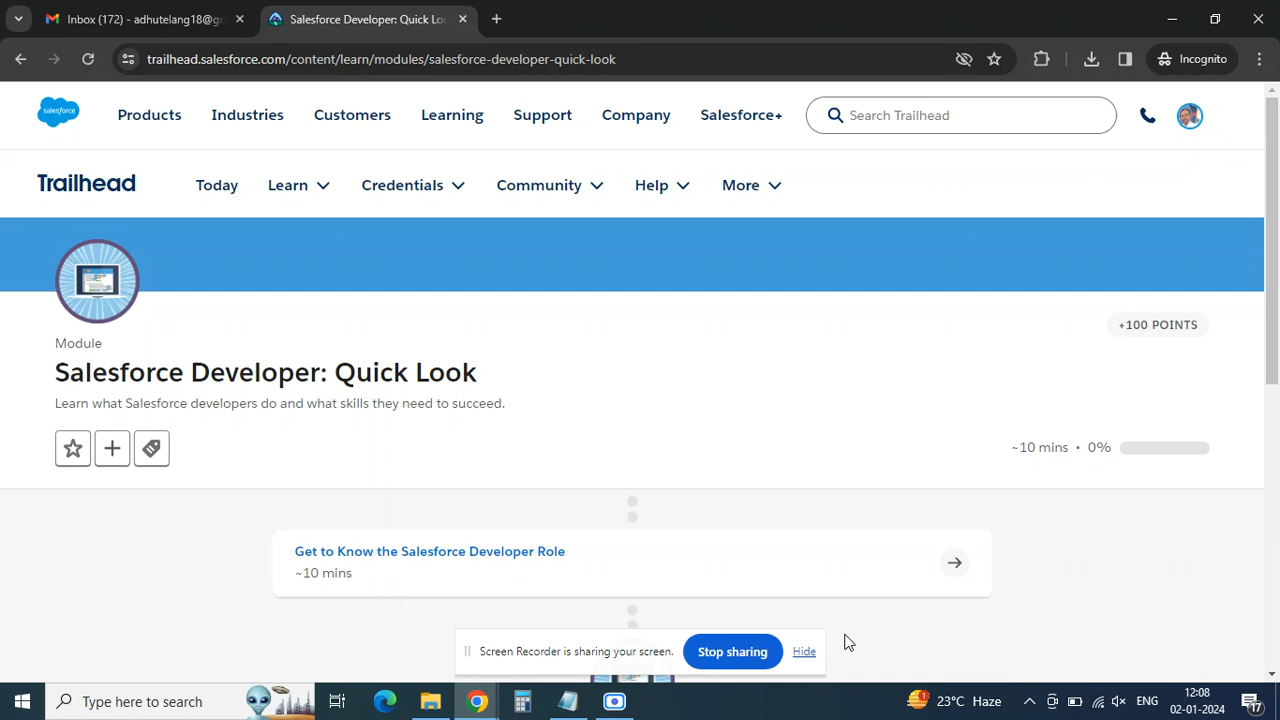 Inbox (172) - adhutelang18@g
Salesforce Developer: Quick Lo
trailhead.salesforce.com/content/learn/modules/salesforce-developer-quick-look
Incognito
salesforce
Products
Industries
Customers
Learning
Support
Company
Salesforce+
Search Trailhead
Trailhead
Today
Learn
Credentials
Community
Help
More
+100 POINTS
Module
Salesforce Developer: Quick Look
Learn what Salesforce developers do and what skills they need to succeed.
~10 mins • 0%
Get to Know the Salesforce Developer Role
~10 mins
Screen Recorder is sharing your screen.
Stop sharing
Hide
Type here to search
1
23°C Haze
ENG
12:08
02-01-2024
17